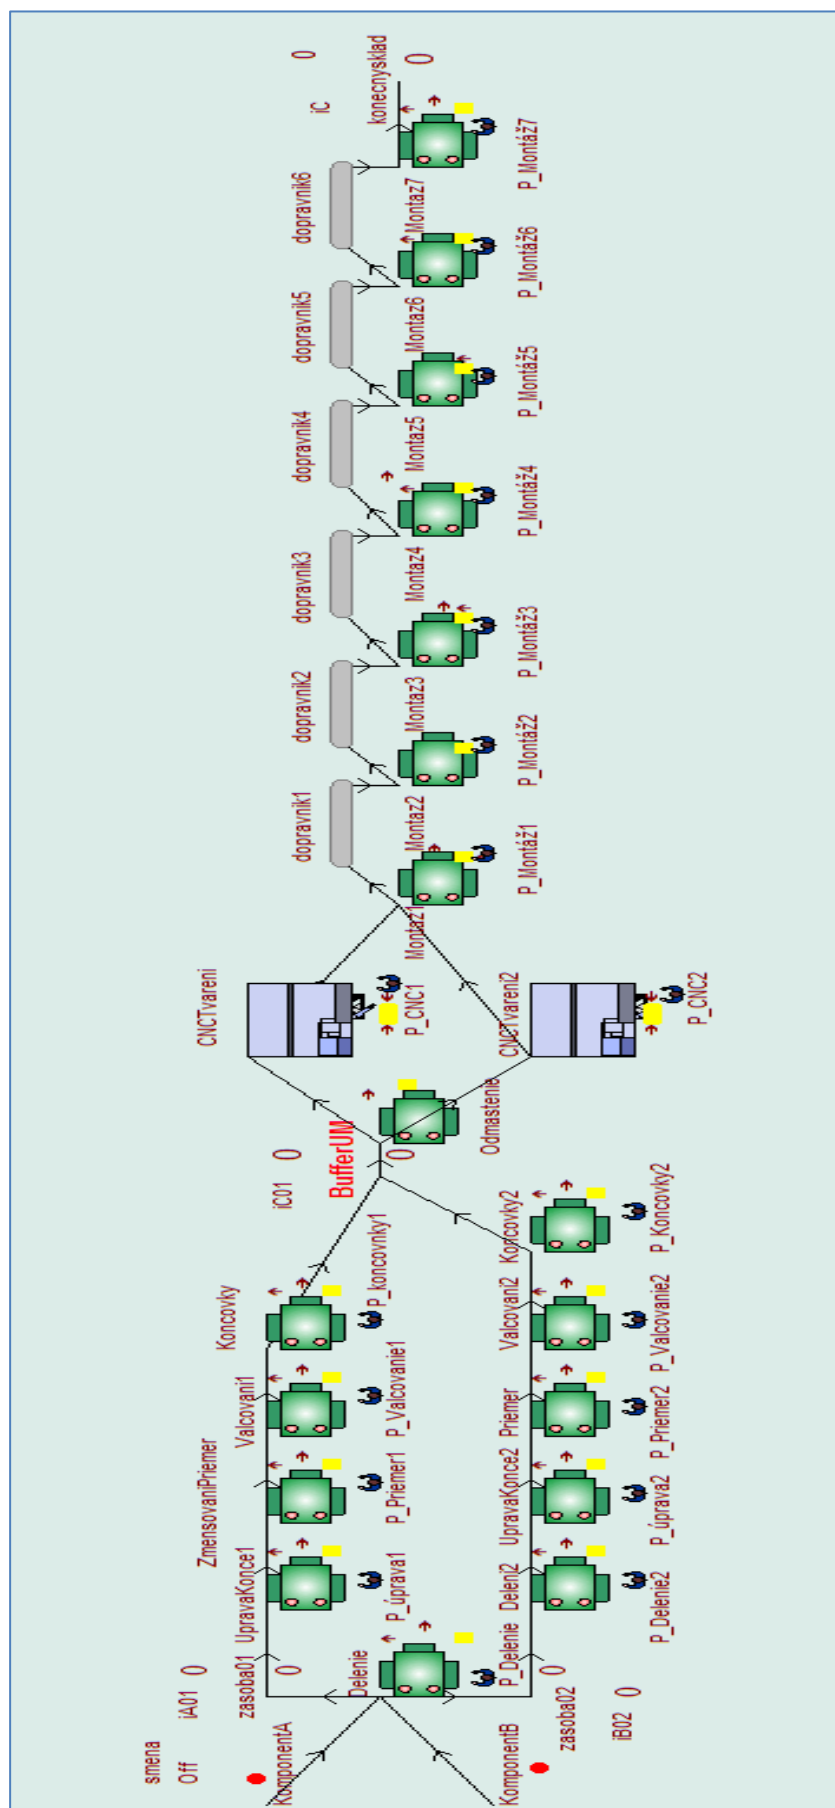 smena
Off
iA01 0
ZmensovaniPriemer
CNCTvareni
zasoba01 UpravaKonce1 Valcovani1 Koncovky
0
KomponentA
iC01 0
dopravnik1 dopravnik2 dopravnik3 dopravnik4 dopravnik5 dopravnik6
0
iC
BufferUM
0
Delenie
konecnysklad
0
P_úprava1 P_Priemer1 P_Valcovanie1 P_koncovnky1
P_CNC1
Montaz1 Montaz2 Montaz3 Montaz4 Montaz5 Montaz6 Montaz7
Odmastenie
KomponentB
P_Delenie
Deleni2 UpravaKonce2 Priemer Valcovani2 Koncovky2
CNCTvareni2
P_Montáž1 P_Montáž2 P_Montáž3 P_Montáž4 P_Montáž5 P_Montáž6 P_Montáž7
0
zasoba02
iB02 0
P_Delenie2 P_úprava2 P_Priemer2 P_Valcovanie2 P_Koncovky2
P_CNC2